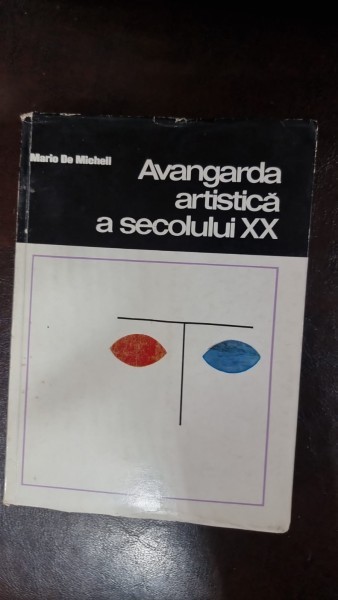 Mario De Micheli
Avangarda
artistică
a secolului XX